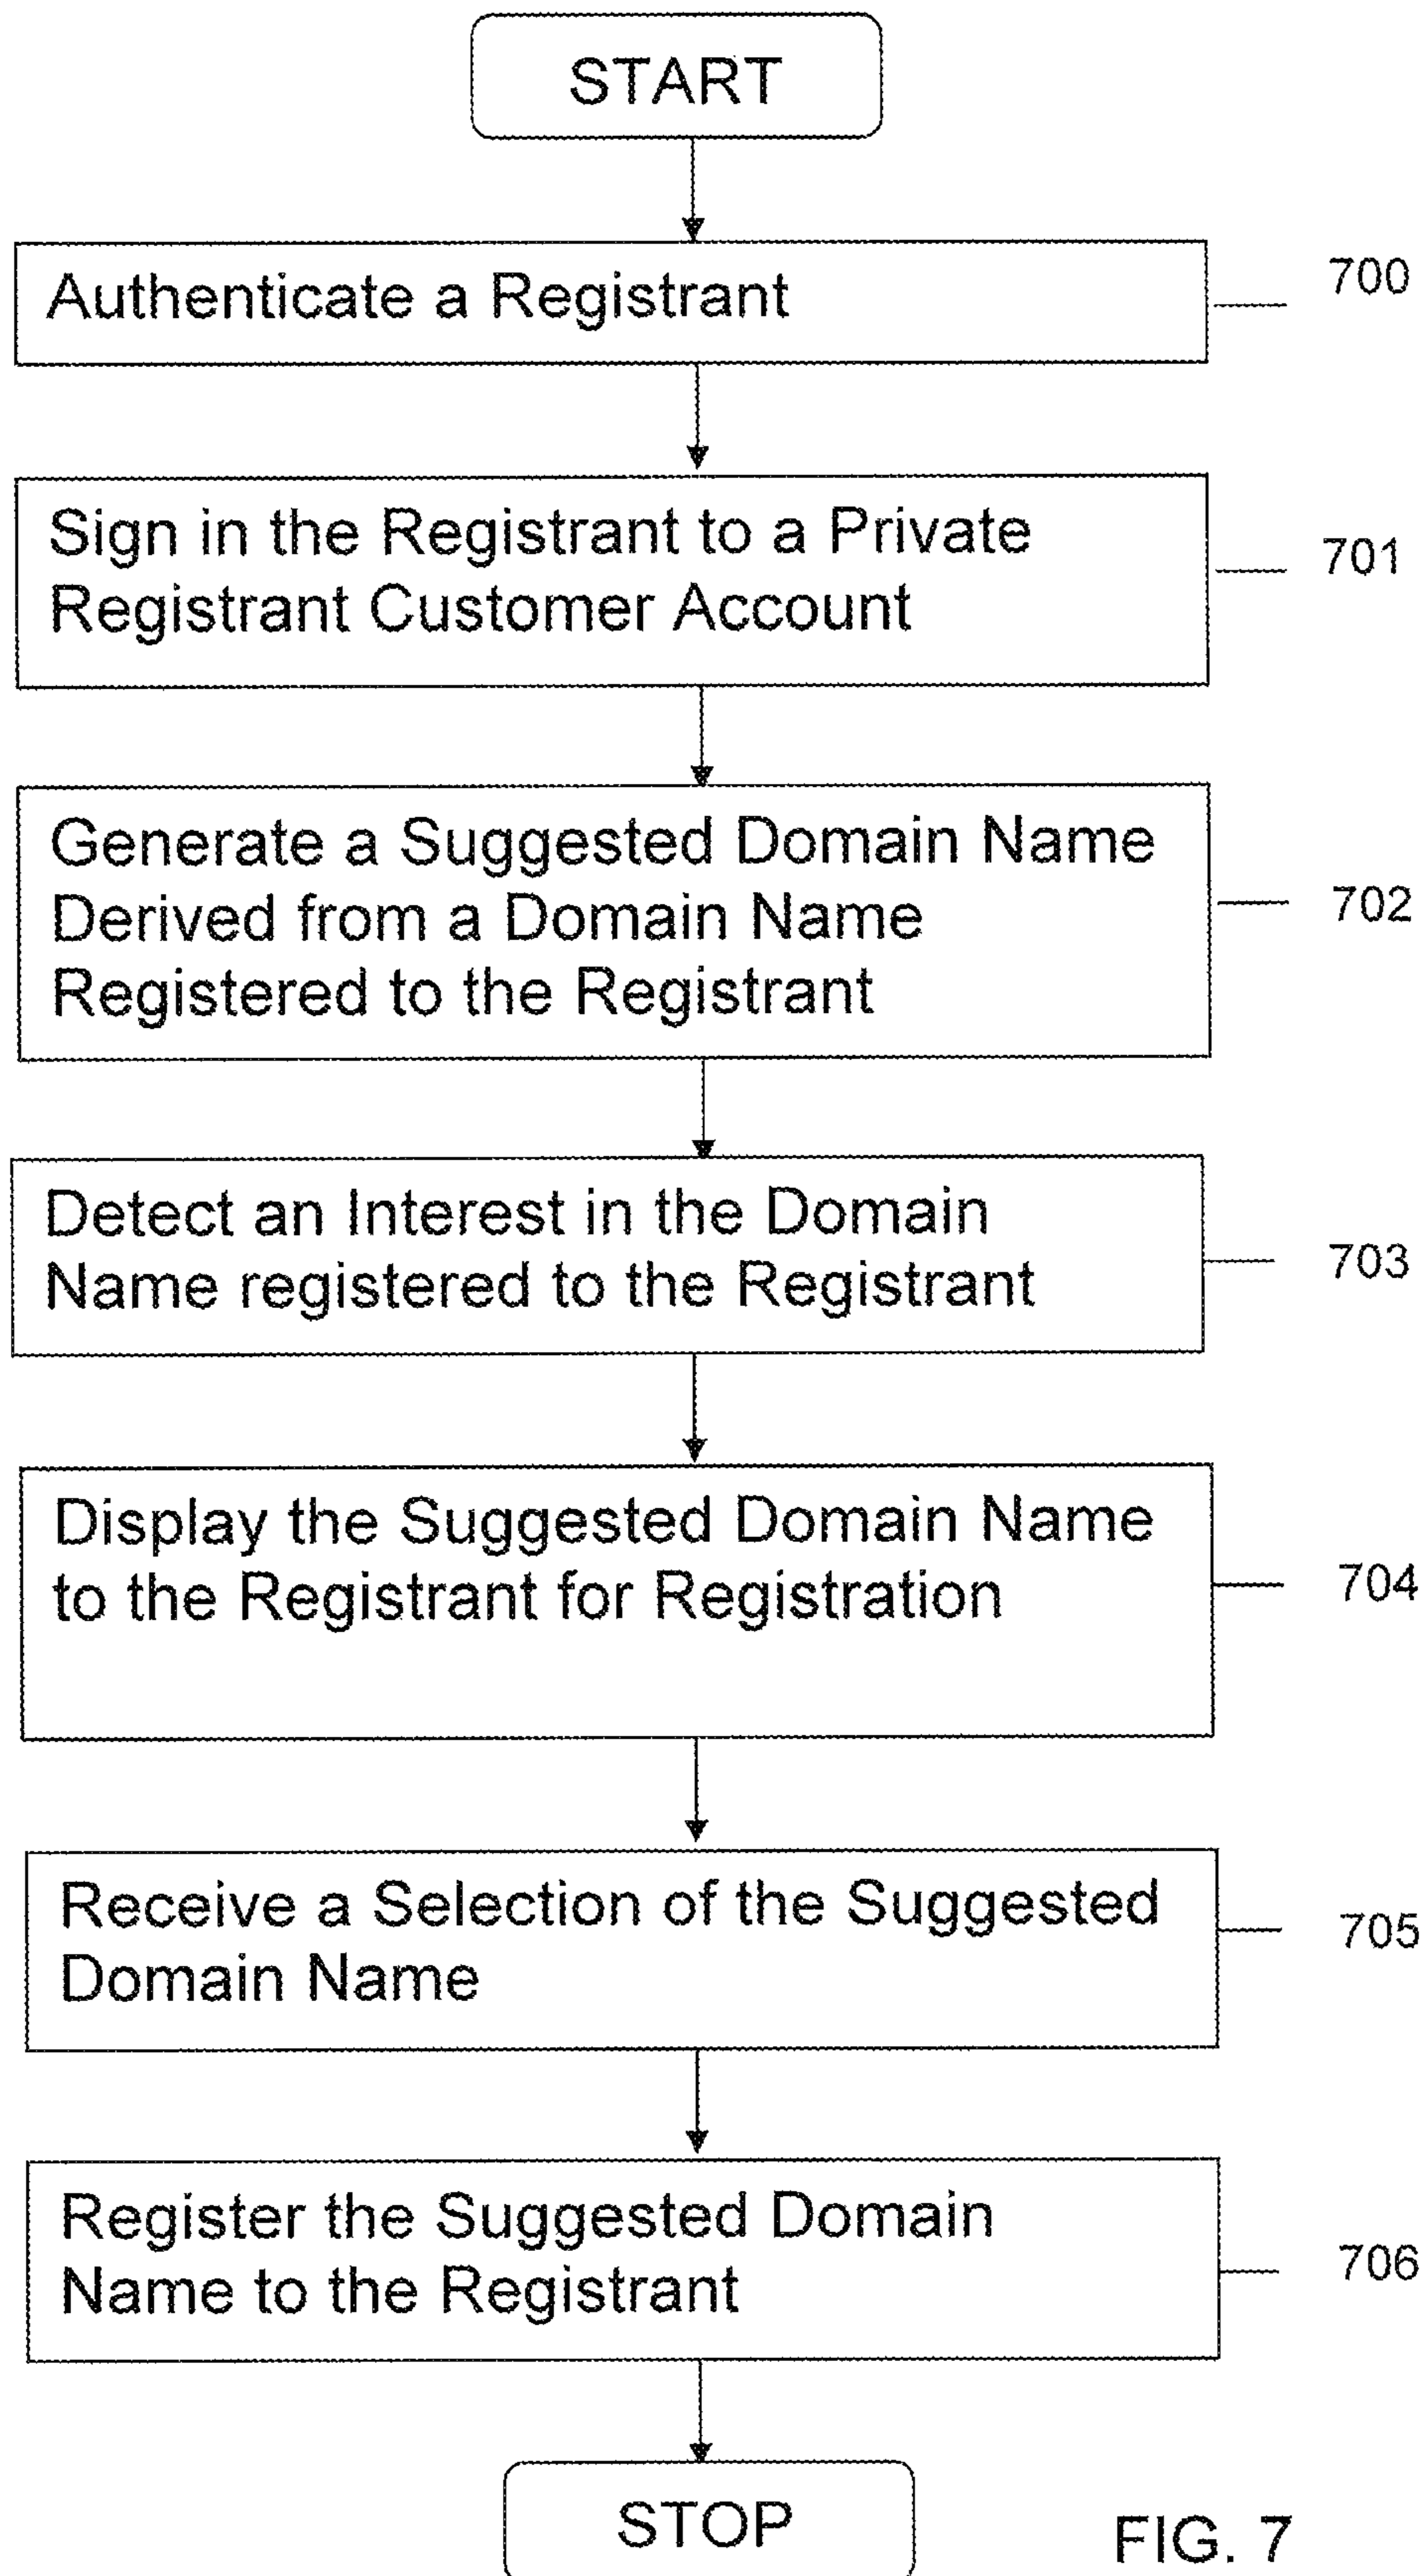 START
Authenticate a Registrant
700
Sign in the Registrant to a Private
Registrant Customer Account
701
Generate a Suggested Domain Name
Derived from a Domain Name
Registered to the Registrant
702
Detect an Interest in the Domain
Name registered to the Registrant
703
Display the Suggested Domain Name
to the Registrant for Registration
704
Receive a Selection of the Suggested
Domain Name
705
Register the Suggested Domain
Name to the Registrant
706
STOP
FIG. 7